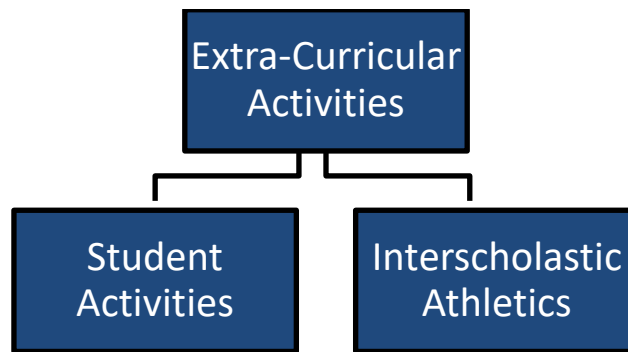 Extra-Curricular
Activities
Student
Activities
Interscholastic
Athletics